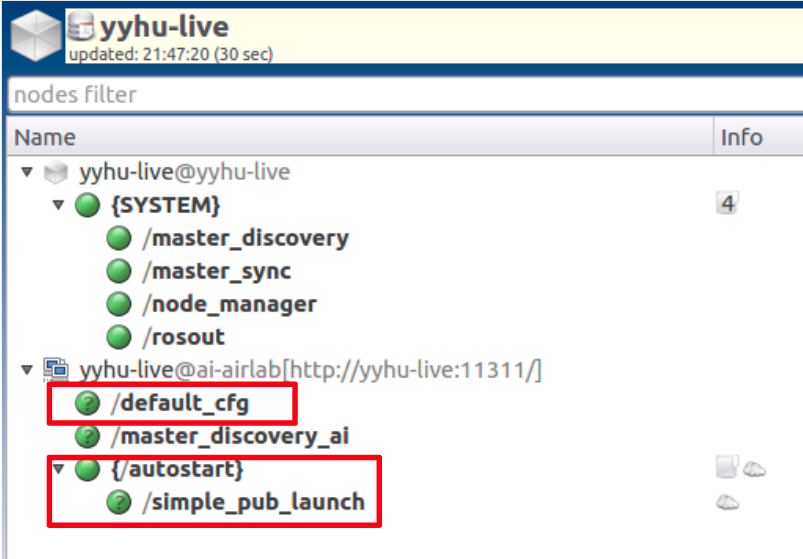 yyhu-live
updated: 21:47:20 (30 sec)
nodes filter
Name Info
yyhu-live@yyhu-live
{SYSTEM} 4
/master_discovery
/master_sync
/node_manager
/rosout
yyhu-live@ai-airlab[http://yyhu-live:11311/]
? /default_cfg
? /master_discovery_ai
{/autostart}
? /simple_pub_launch